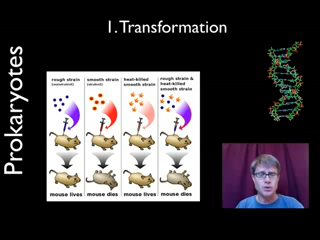 1. Transformation
Prokaryotes
rough strain
(nonvirulent)
smooth strain
(virulent)
heat-killed
smooth strain
rough strain &
heat-killed
smooth strain
mouse lives
mouse dies
mouse lives
mouse dies